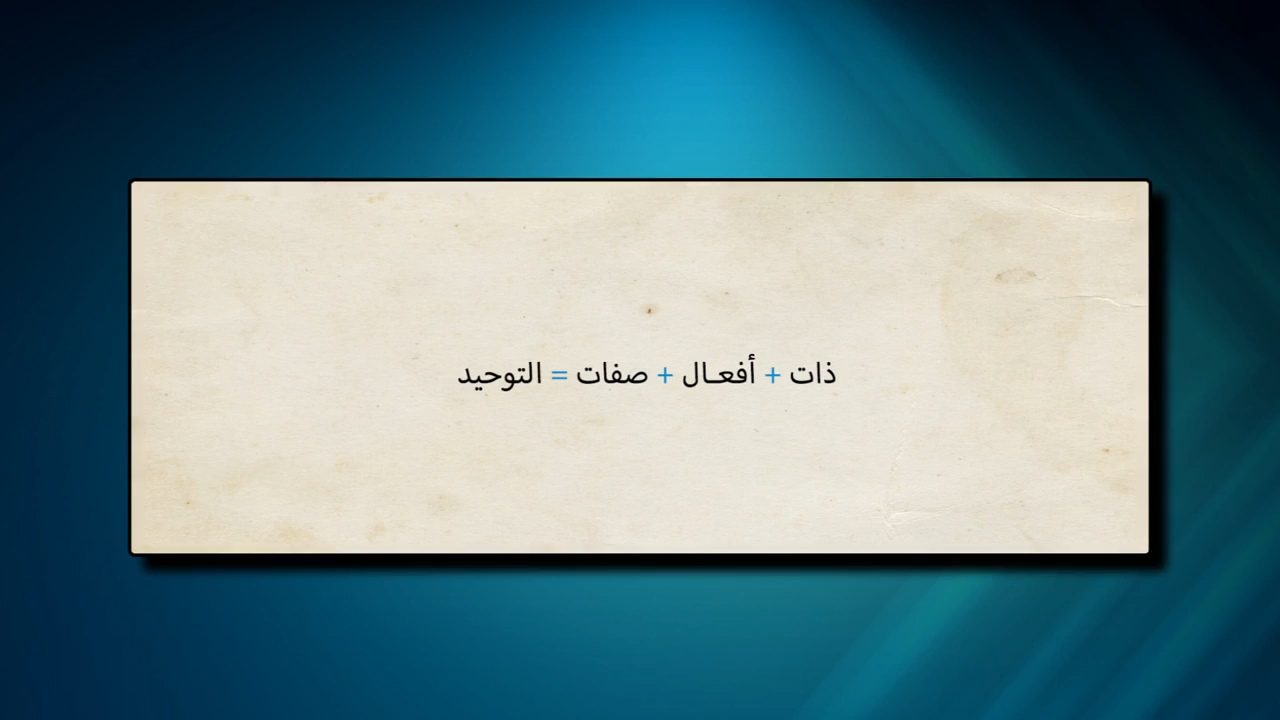 ذات + أفعـال + صفات = التوحيد